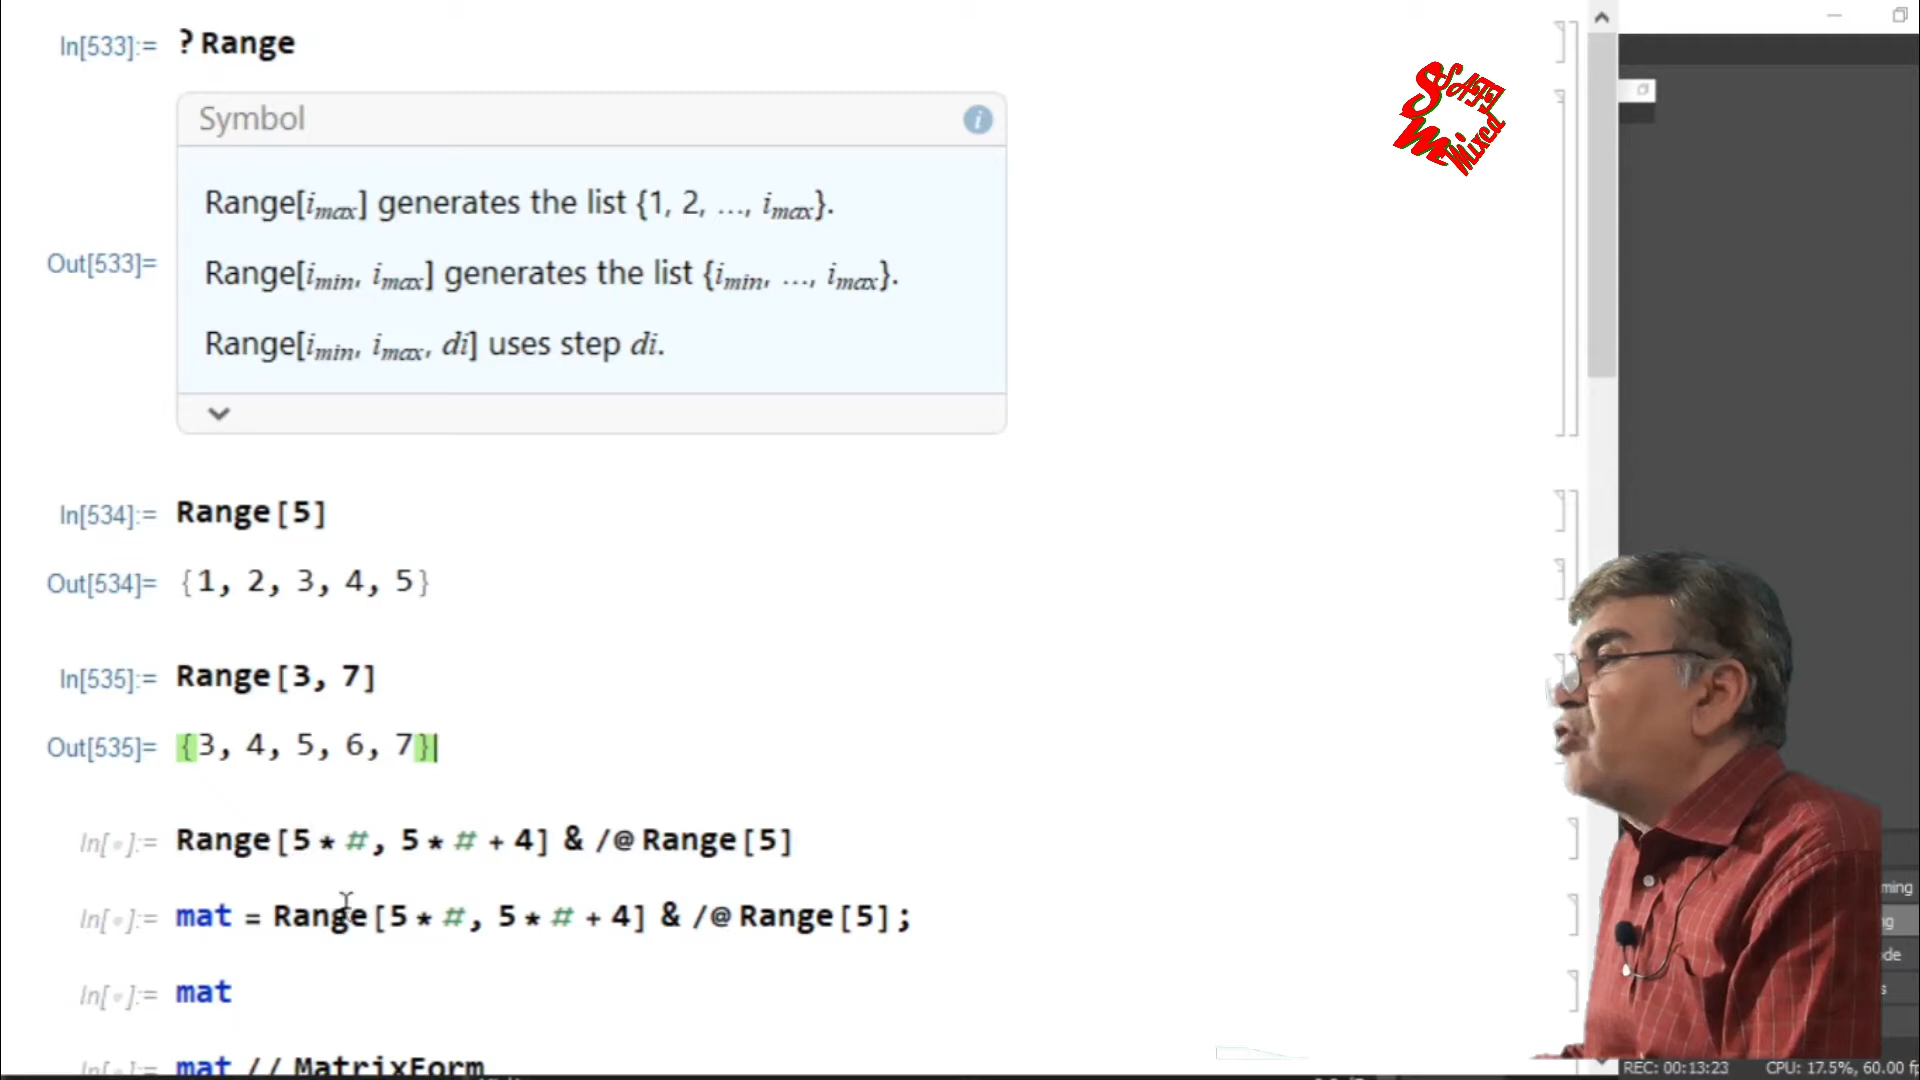 In[533]:= ? Range
Symbol
Out[533]=
Range[imax] generates the list {1, 2, …, imax}.
Range[imin, imax] generates the list {imin, …, imax}.
Range[imin, imax, di] uses step di.
In[534]:= Range[5]
Out[534]= {1, 2, 3, 4, 5}
In[535]:= Range[3, 7]
Out[535]= {3, 4, 5, 6, 7}
In[◦]:= Range[5 * #, 5 * # + 4] & /@ Range[5]
In[◦]:= mat = Range[5 * #, 5 * # + 4] & /@ Range[5];
In[◦]:= mat
In[◦]:= mat // MatrixForm
Mixed
REC: 00:13:23
CPU: 17.5%, 60.00